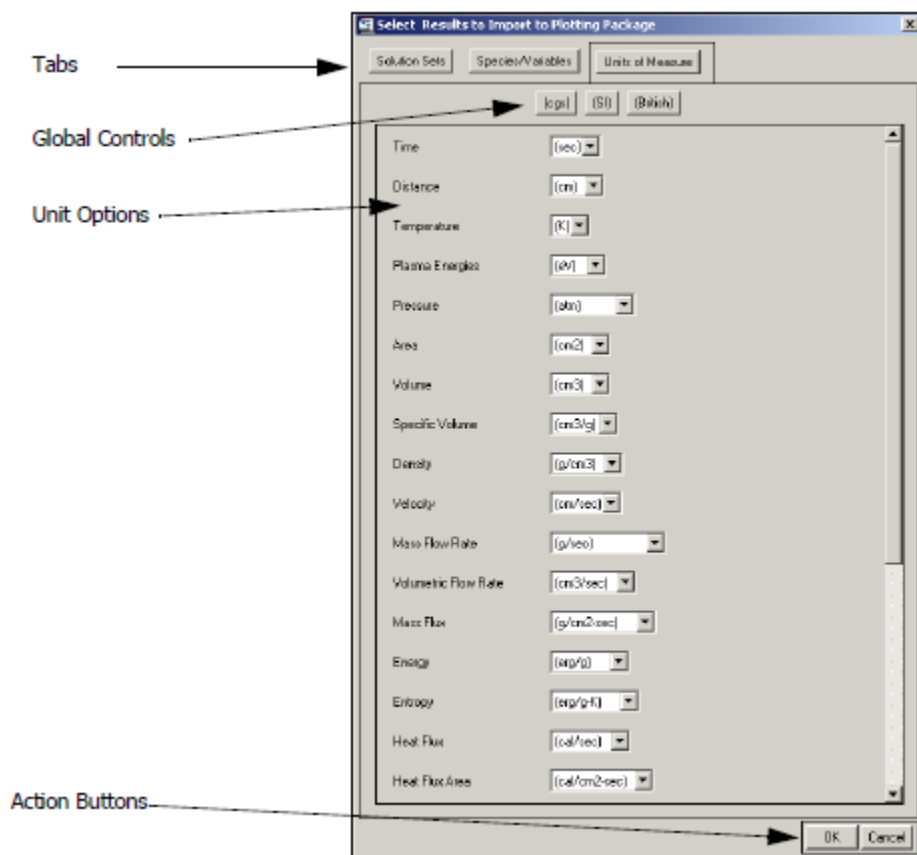 Select Results to Import to Plotting Package
Tabs
Solution Sets Species/Variables Units of Measure
Global Controls
(cgs) (SI) (British)
Time (sec)
Distance (cm)
Unit Options
Temperature (K)
Plasma Energies (eV)
Pressure (atm)
Area (cm2)
Volume (cm3)
Specific Volume (cm3/g)
Density (g/cm3)
Velocity (cm/sec)
Mass Flow Rate (g/sec)
Volumetric Flow Rate (cm3/sec)
Mass Flux (g/cm2-sec)
Energy (erg/g)
Entropy (erg/g-K)
Heat Flux (cal/sec)
Heat Flux Area (cal/cm2-sec)
Action Buttons
OK Cancel